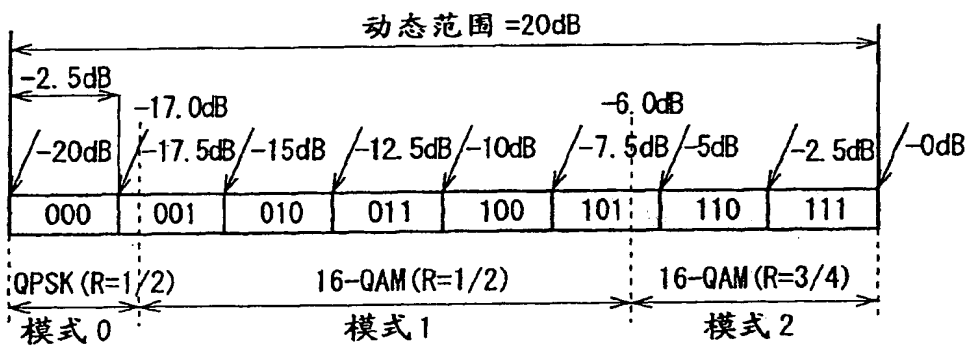 动态范围=20dB
-2.5dB
-17.0dB
-6.0dB
-20dB
-17.5dB
-15dB
-12.5dB
-10dB
-7.5dB
-5dB
-2.5dB
-0dB
000
001
010
011
100
101
110
111
QPSK(R=1/2)
16-QAM(R=1/2)
16-QAM(R=3/4)
模式0
模式1
模式2